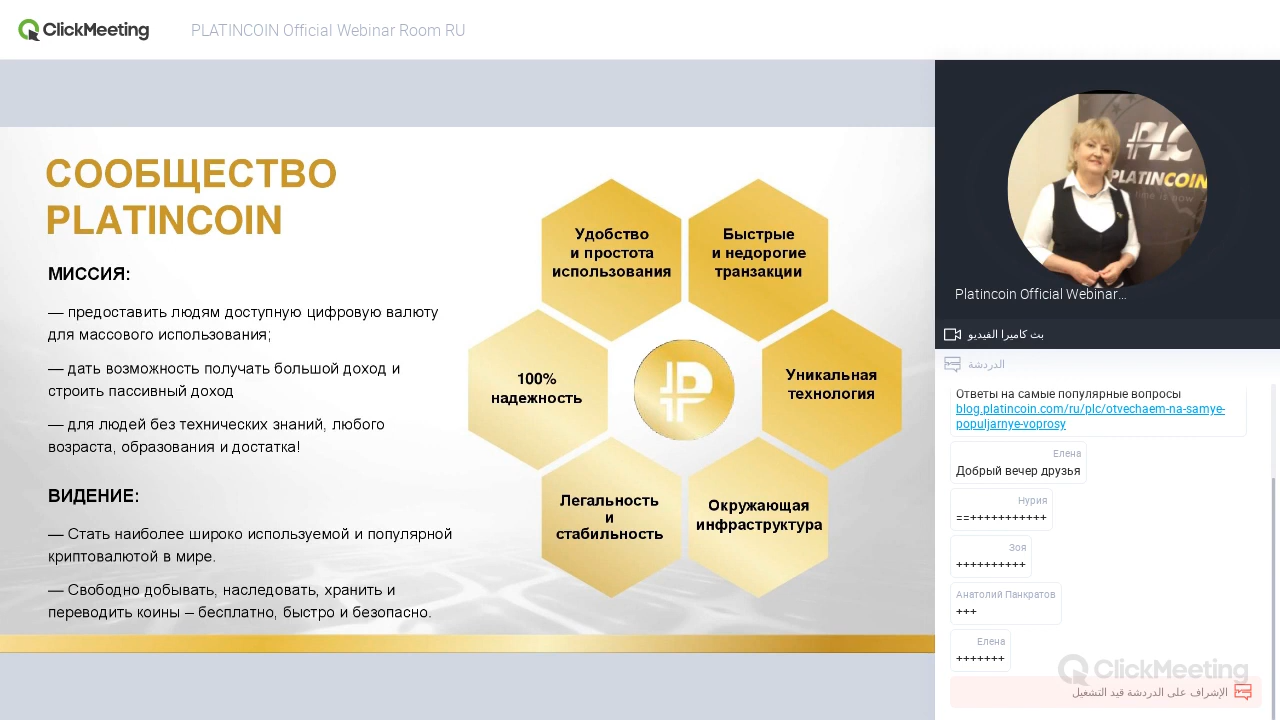 ClickMeeting
PLATINCOIN Official Webinar Room RU
СООБЩЕСТВО
PLATINCOIN
МИССИЯ:
— предоставить людям доступную цифровую валюту
для массового использования;
— дать возможность получать большой доход и
строить пассивный доход
— для людей без технических знаний, любого
возраста, образования и достатка!
ВИДЕНИЕ:
— Стать наиболее широко используемой и популярной
криптовалютой в мире.
— Свободно добывать, наследовать, хранить и
переводить коины – бесплатно, быстро и безопасно.
Удобство
и простота
использования
Быстрые
и недорогие
транзакции
100%
надежность
Уникальная
технология
Легальность
и
стабильность
Окружающая
инфраструктура
PLC
PLATINCOIN
time is now
Platincoin Official Webinar...
بث كاميرا الفيديو
الدردشة
Ответы на самые популярные вопросы
blog.platincoin.com/ru/plc/otvechaem-na-samye-
populjarnye-voprosy
Елена
Добрый вечер друзья
Нурия
==+++++++++++
Зоя
++++++++++
Анатолий Панкратов
+++
Елена
+++++++
ClickMeeting
الإشراف على الدردشة قيد التشغيل